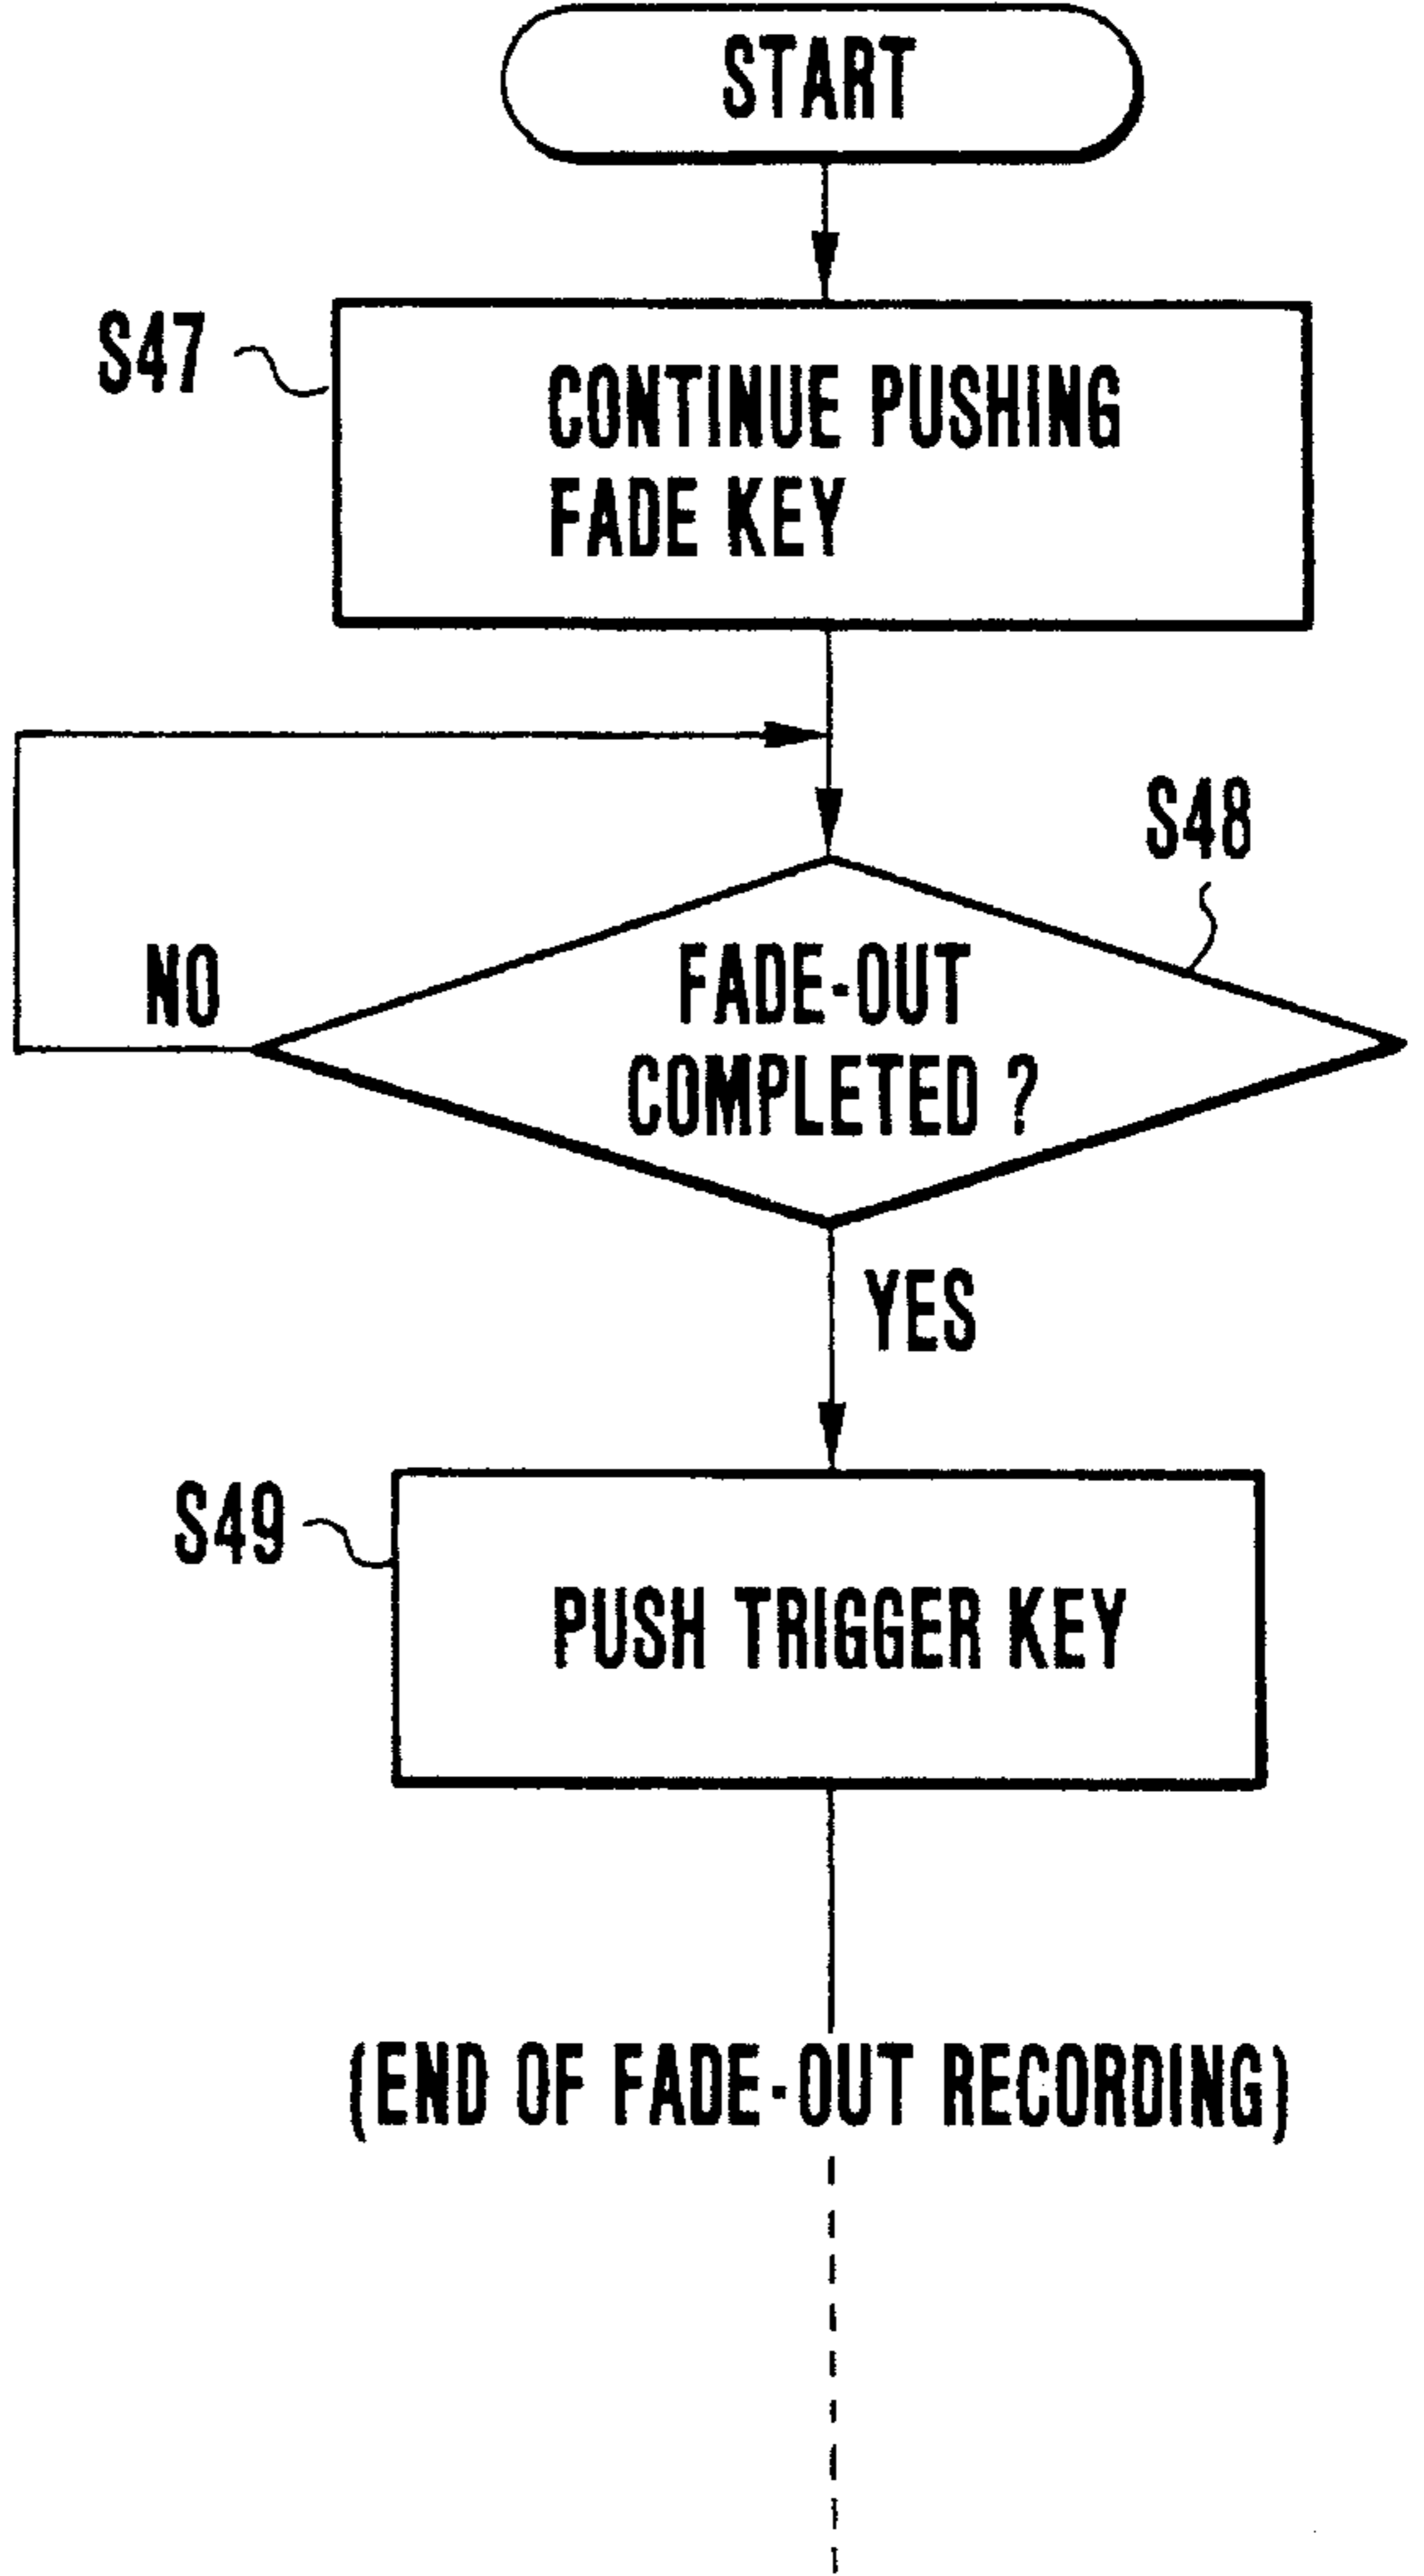 START
S47
CONTINUE PUSHING
FADE KEY
S48
NO
FADE-OUT
COMPLETED ?
YES
S49
PUSH TRIGGER KEY
(END OF FADE-OUT RECORDING)